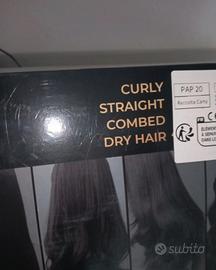 CURLY
STRAIGHT
COMBED
DRY HAIR
PAP 20
Raccolta Carta
subito